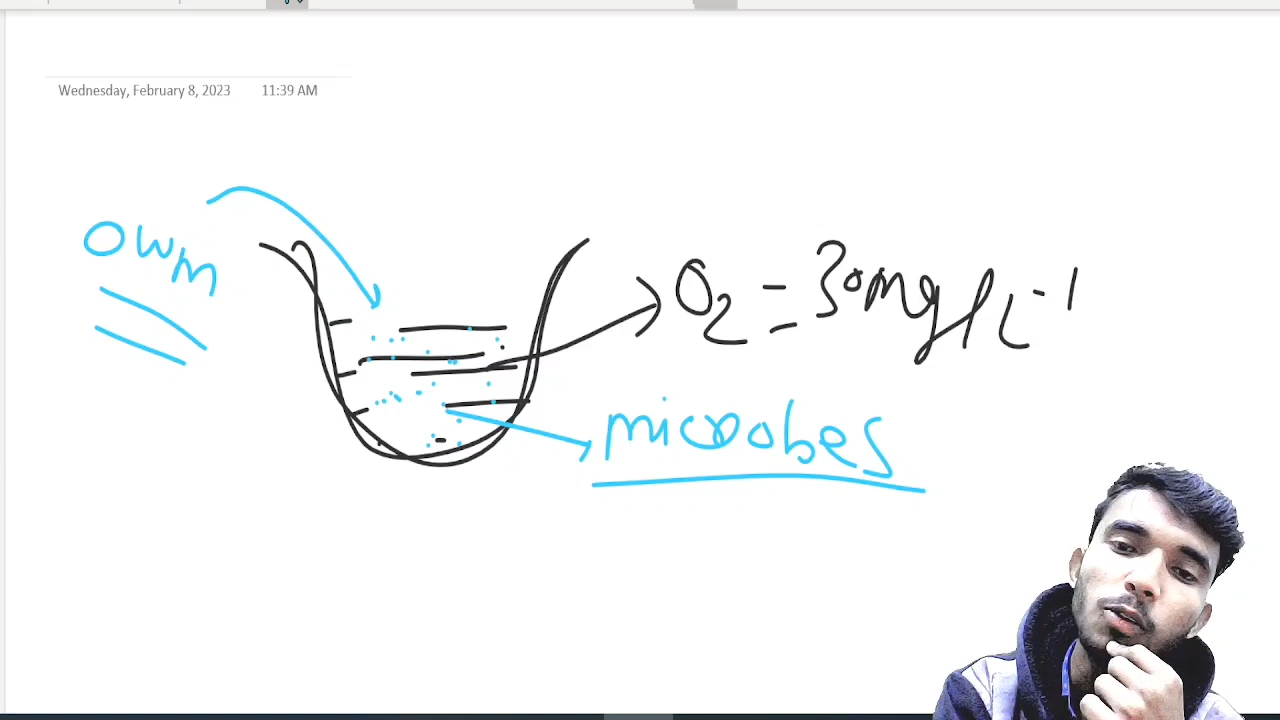 Wednesday, February 8, 2023 11:39 AM
OWM
O2 = 30mg/L-1
microbes